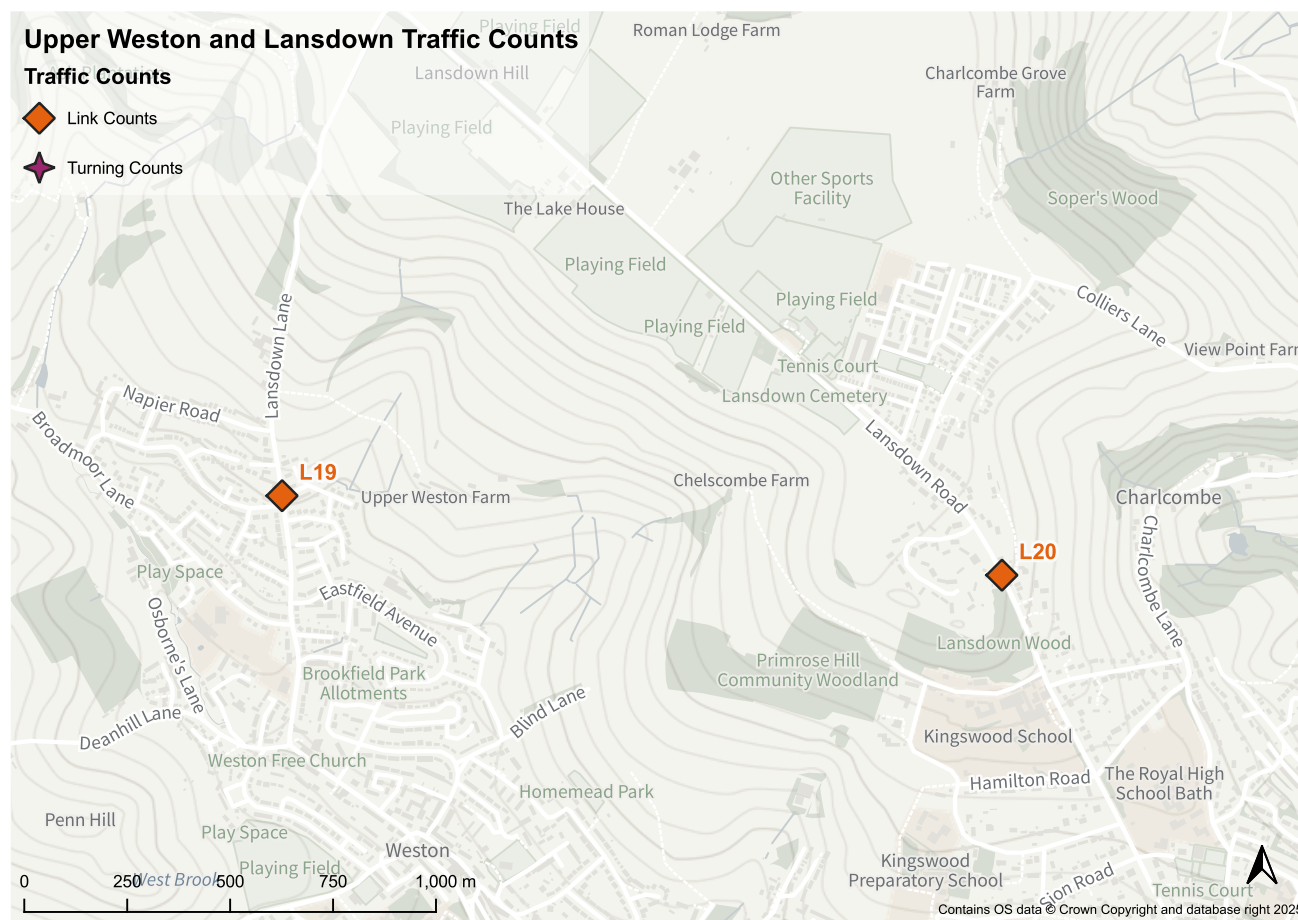 Upper Weston and Lansdown Traffic Counts
Traffic Counts
Link Counts
Turning Counts
Playing Field
Lansdown Hill
Playing Field
Roman Lodge Farm
Charlcombe Grove
Farm
Other Sports
Facility
Soper's Wood
The Lake House
Playing Field
Playing Field
Playing Field
Colliers Lane
View Point Farm
Tennis Court
Lansdown Cemetery
Lansdown Lane
Napier Road
Broadmoor Lane
Lansdown Road
L19
Upper Weston Farm
Chelscombe Farm
Charlcombe
Charlcombe Lane
L20
Play Space
Eastfield Avenue
Osborne's Lane
Lansdown Wood
Primrose Hill
Community Woodland
Brookfield Park
Allotments
Blind Lane
Deanhill Lane
Weston Free Church
Kingswood School
Hamilton Road
The Royal High
School Bath
Homemead Park
Penn Hill
Play Space
Weston
Playing Field
West Brook
Kingswood
Preparatory School
Sion Road
Tennis Court
0 250 500 750 1,000 m
Contains OS data © Crown Copyright and database right 2025